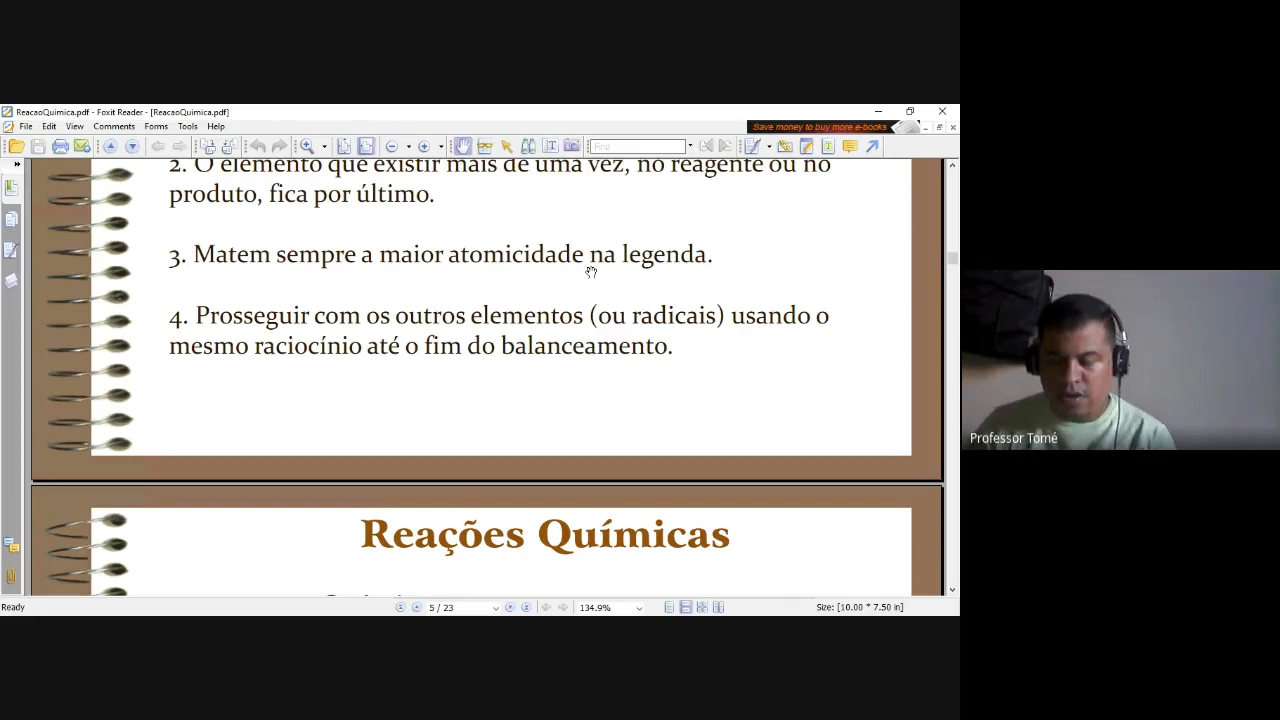 ReacaoQuimica.pdf - Foxit Reader - [ReacaoQuimica.pdf]
File Edit View Comments Forms Tools Help
Save money to buy more e-books
Find
2. O elemento que existir mais de uma vez, no reagente ou no
produto, fica por último.
3. Matem sempre a maior atomicidade na legenda.
4. Prosseguir com os outros elementos (ou radicais) usando o
mesmo raciocínio até o fim do balanceamento.
Professor Tomé
Reações Químicas
Ready
5 / 23
134.9%
Size: [10.00 * 7.50 in]